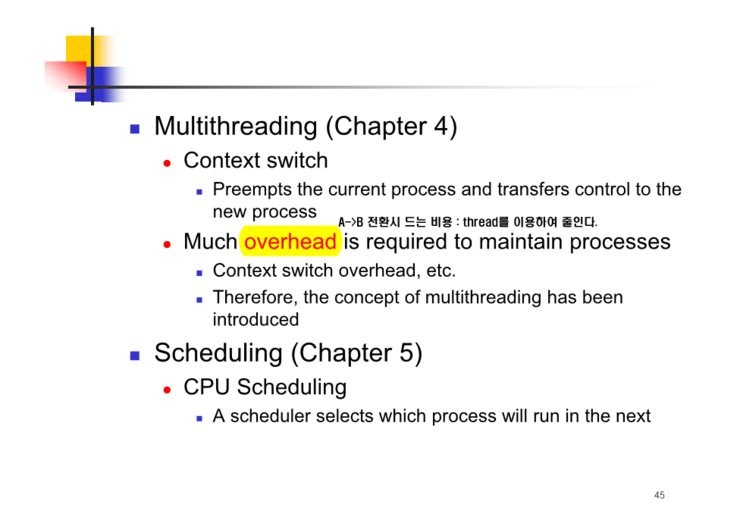 Multithreading (Chapter 4)
Context switch
Preempts the current process and transfers control to the
new process
A->B 전환시 드는 비용 : thread를 이용하여 줄인다.
Much overhead is required to maintain processes
Context switch overhead, etc.
Therefore, the concept of multithreading has been
introduced
Scheduling (Chapter 5)
CPU Scheduling
A scheduler selects which process will run in the next
45